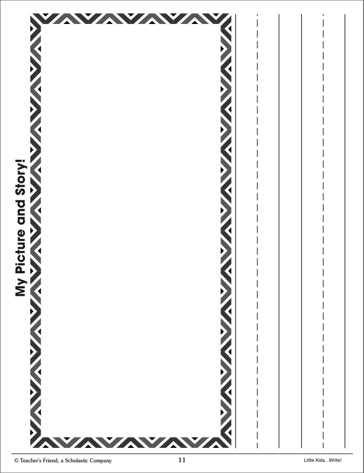 My Picture and Story!
© Teacher's Friend, a Scholastic Company
11
Little Kids...Write!